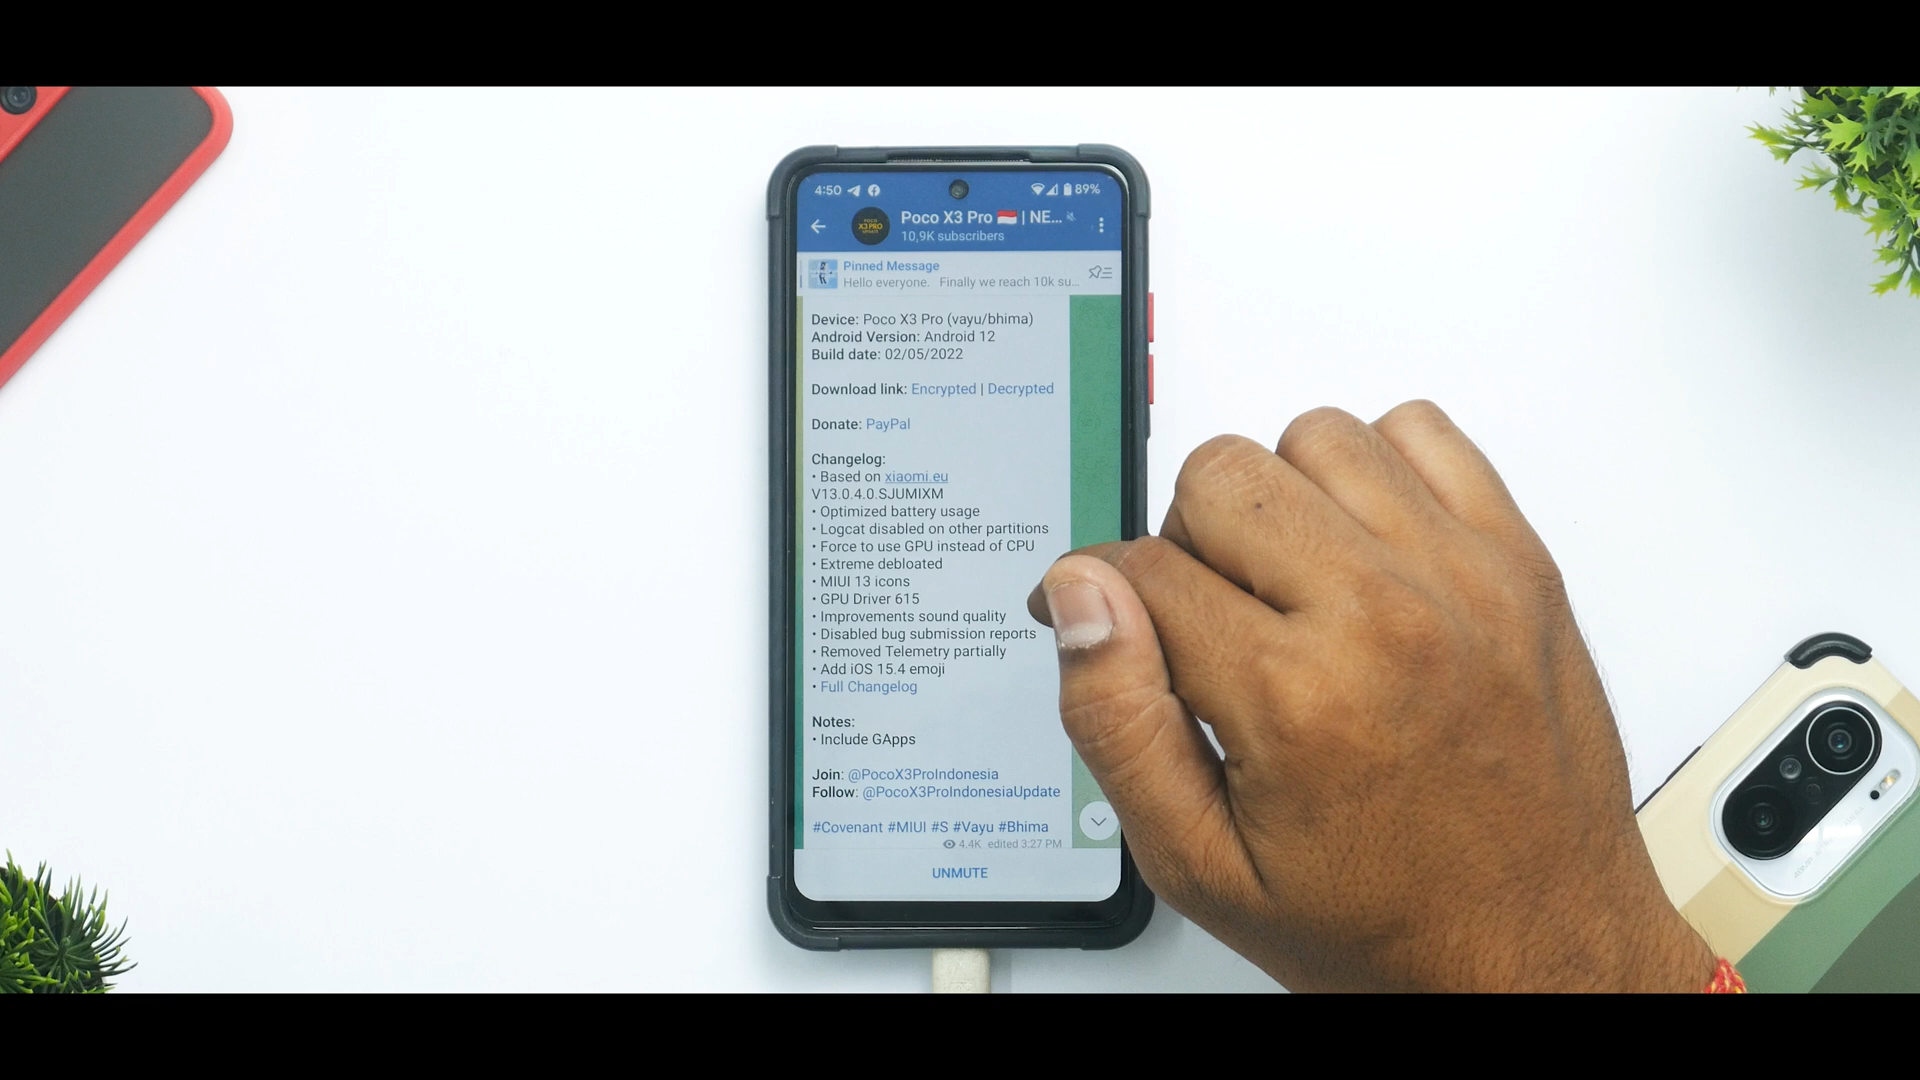 4:50
89%
Poco X3 Pro 🇮🇩 | NE...
10,9K subscribers
POCO
X3 PRO
UPDATE
Pinned Message
Hello everyone. Finally we reach 10k su...
Device: Poco X3 Pro (vayu/bhima)
Android Version: Android 12
Build date: 02/05/2022
Download link: Encrypted | Decrypted
Donate: PayPal
Changelog:
• Based on xiaomi.eu
V13.0.4.0.SJUMIXM
• Optimized battery usage
• Logcat disabled on other partitions
• Force to use GPU instead of CPU
• Extreme debloated
• MIUI 13 icons
• GPU Driver 615
• Improvements sound quality
• Disabled bug submission reports
• Removed Telemetry partially
• Add iOS 15.4 emoji
• Full Changelog
Notes:
• Include GApps
Join: @PocoX3ProIndonesia
Follow: @PocoX3ProIndonesiaUpdate
#Covenant #MIUI #S #Vayu #Bhima
4.4K edited 3:27 PM
UNMUTE